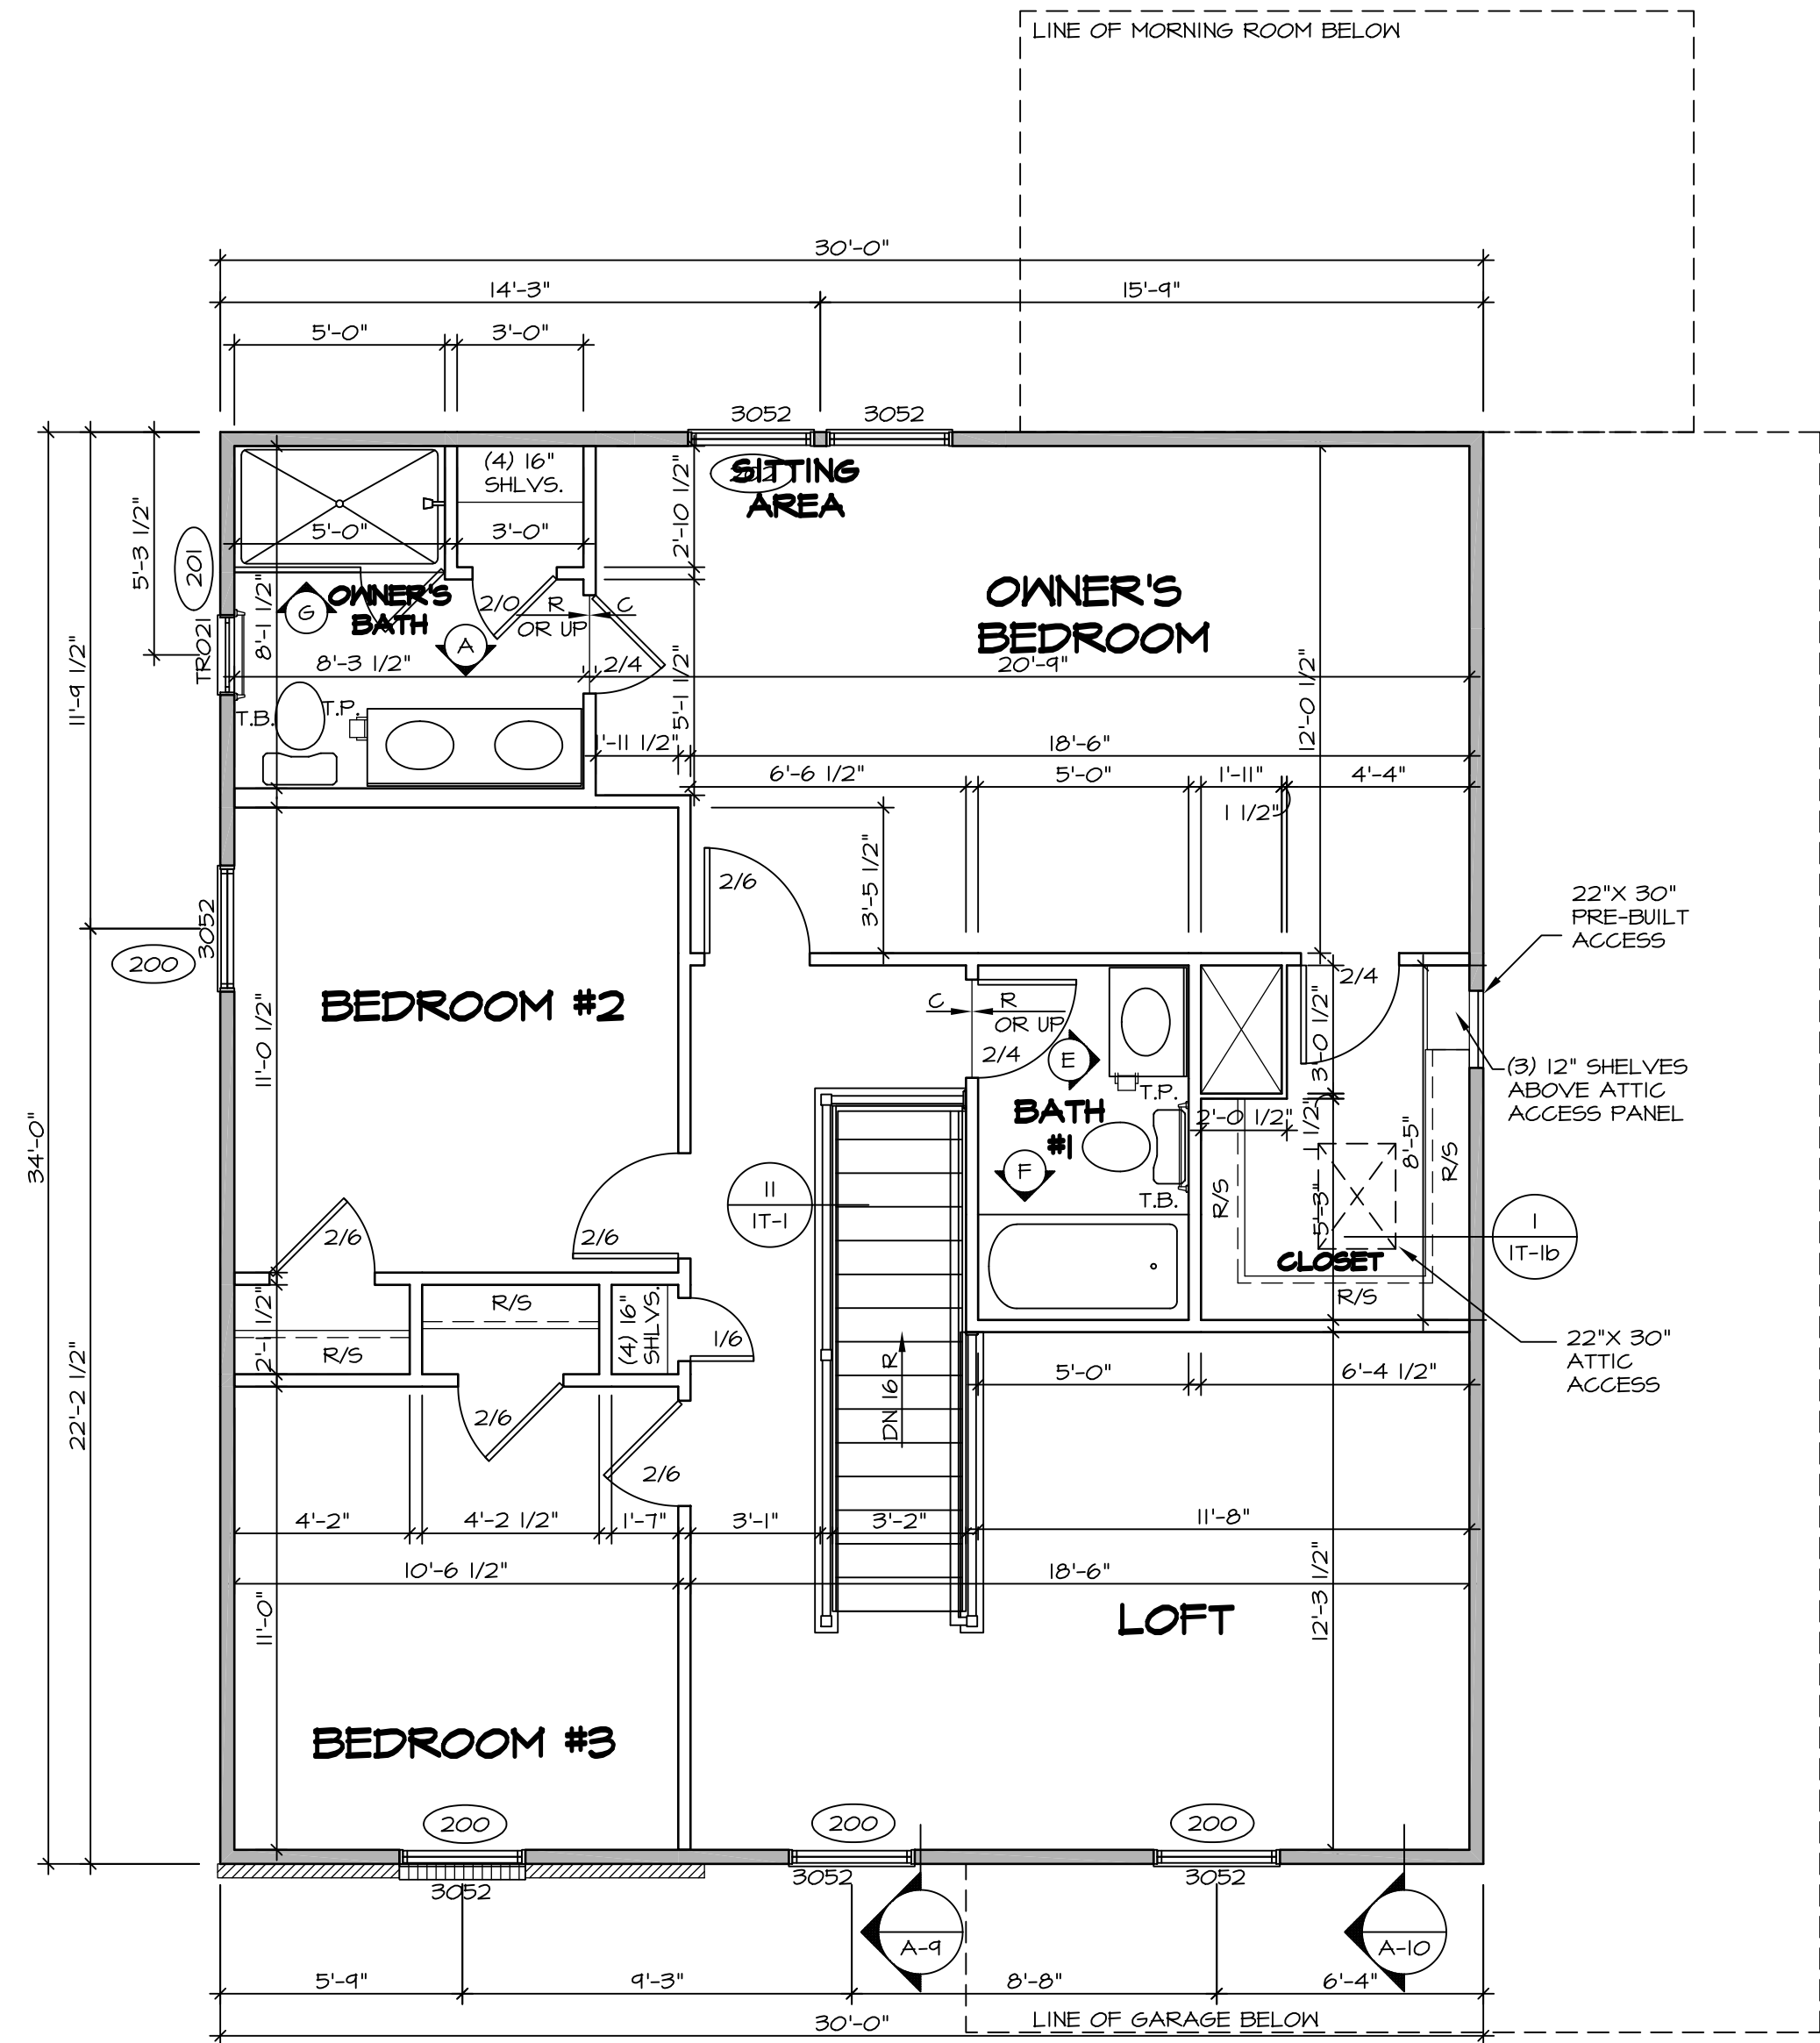 LINE OF MORNING ROOM BELOW
30'-0"
14'-3"
15'-9"
5'-0"
3'-0"
3052
3052
(4) 16"
SHLVS.
SITTING
AREA
5'-0"
3'-0"
2'-10 1/2"
5'-3 1/2"
201
TR021
8'-1 1/2"
G
OWNER'S
BATH
A
2/0
R
OR UP
C
2/4
OWNER'S
BEDROOM
8'-3 1/2"
20'-9"
5'-1 1/2"
12'-0 1/2"
11'-9 1/2"
T.B.
T.P.
1'-11 1/2"
18'-6"
6'-6 1/2"
5'-0"
1'-11"
4'-4"
1 1/2"
3'-5 1/2"
2/6
22"X 30"
PRE-BUILT
ACCESS
3052
200
BEDROOM #2
11'-0 1/2"
C
R
OR UP
2/4
E
2/4
3'-0 1/2"
(3) 12" SHELVES
ABOVE ATTIC
ACCESS PANEL
T.P.
BATH
#1
2'-0 1/2"
1 1/2"
8'-5"
R/S
34'-0"
F
T.B.
R/S
5'-3"
11
1T-1
1
1T-1b
2/6
2/6
CLOSET
R/S
R/S
R/S
2'-11 1/2"
(4) 16"
SHLVS.
1/6
22"X 30"
ATTIC
ACCESS
22'-2 1/2"
DN 16 R
5'-0"
6'-4 1/2"
2/6
2/6
4'-2"
4'-2 1/2"
1'-7"
3'-1"
3'-2"
11'-8"
10'-6 1/2"
18'-6"
11'-0"
12'-3 1/2"
LOFT
BEDROOM #3
200
200
200
3052
3052
3052
A-9
A-10
5'-9"
9'-3"
8'-8"
6'-4"
30'-0"
LINE OF GARAGE BELOW